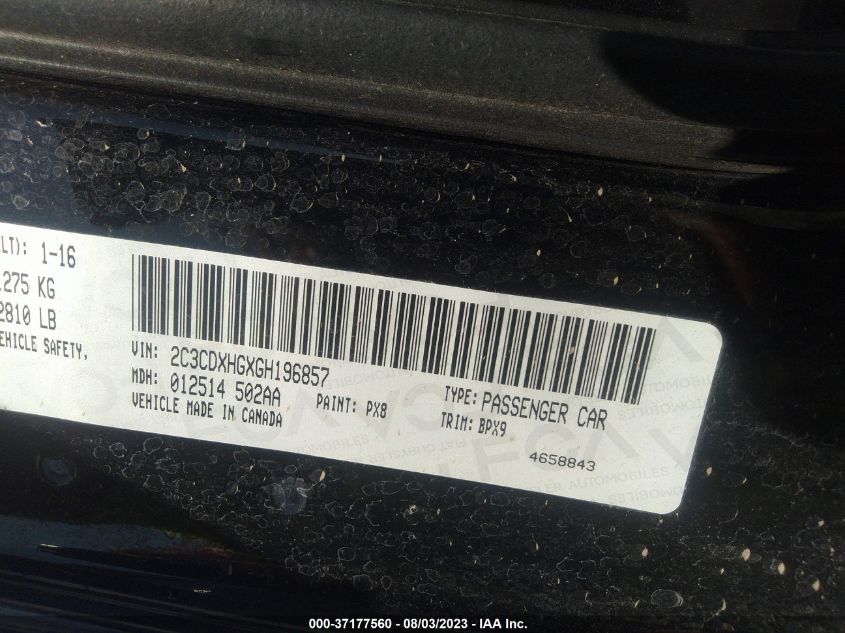 LT): 1-16
1275 KG
2810 LB
VEHICLE SAFETY,
VIN: 2C3CDXHGXGH196857
MDH: 012514 502AA
PAINT: PX8
VEHICLE MADE IN CANADA
TYPE: PASSENGER CAR
TRIM: BPX9
4658843
000-37177560 - 08/03/2023 - IAA Inc.